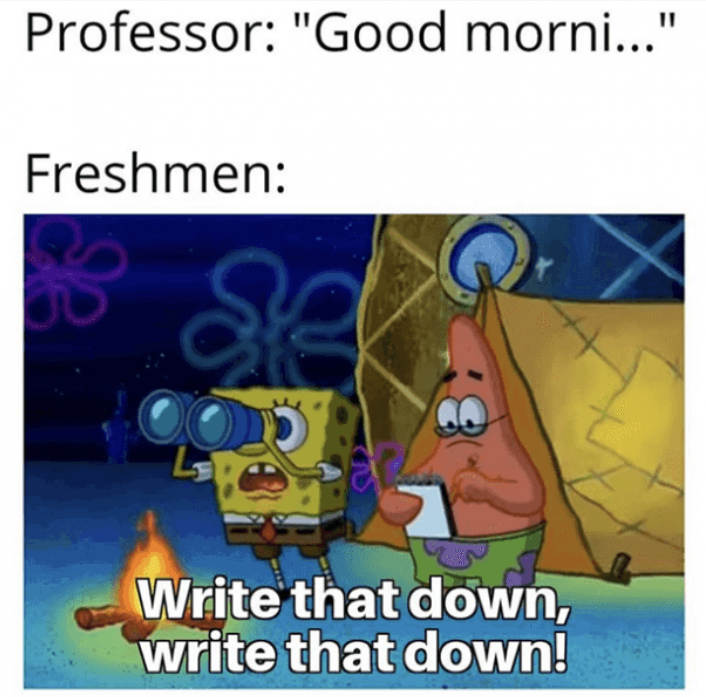 Professor: "Good morni..."
Freshmen:
Write that down,
write that down!